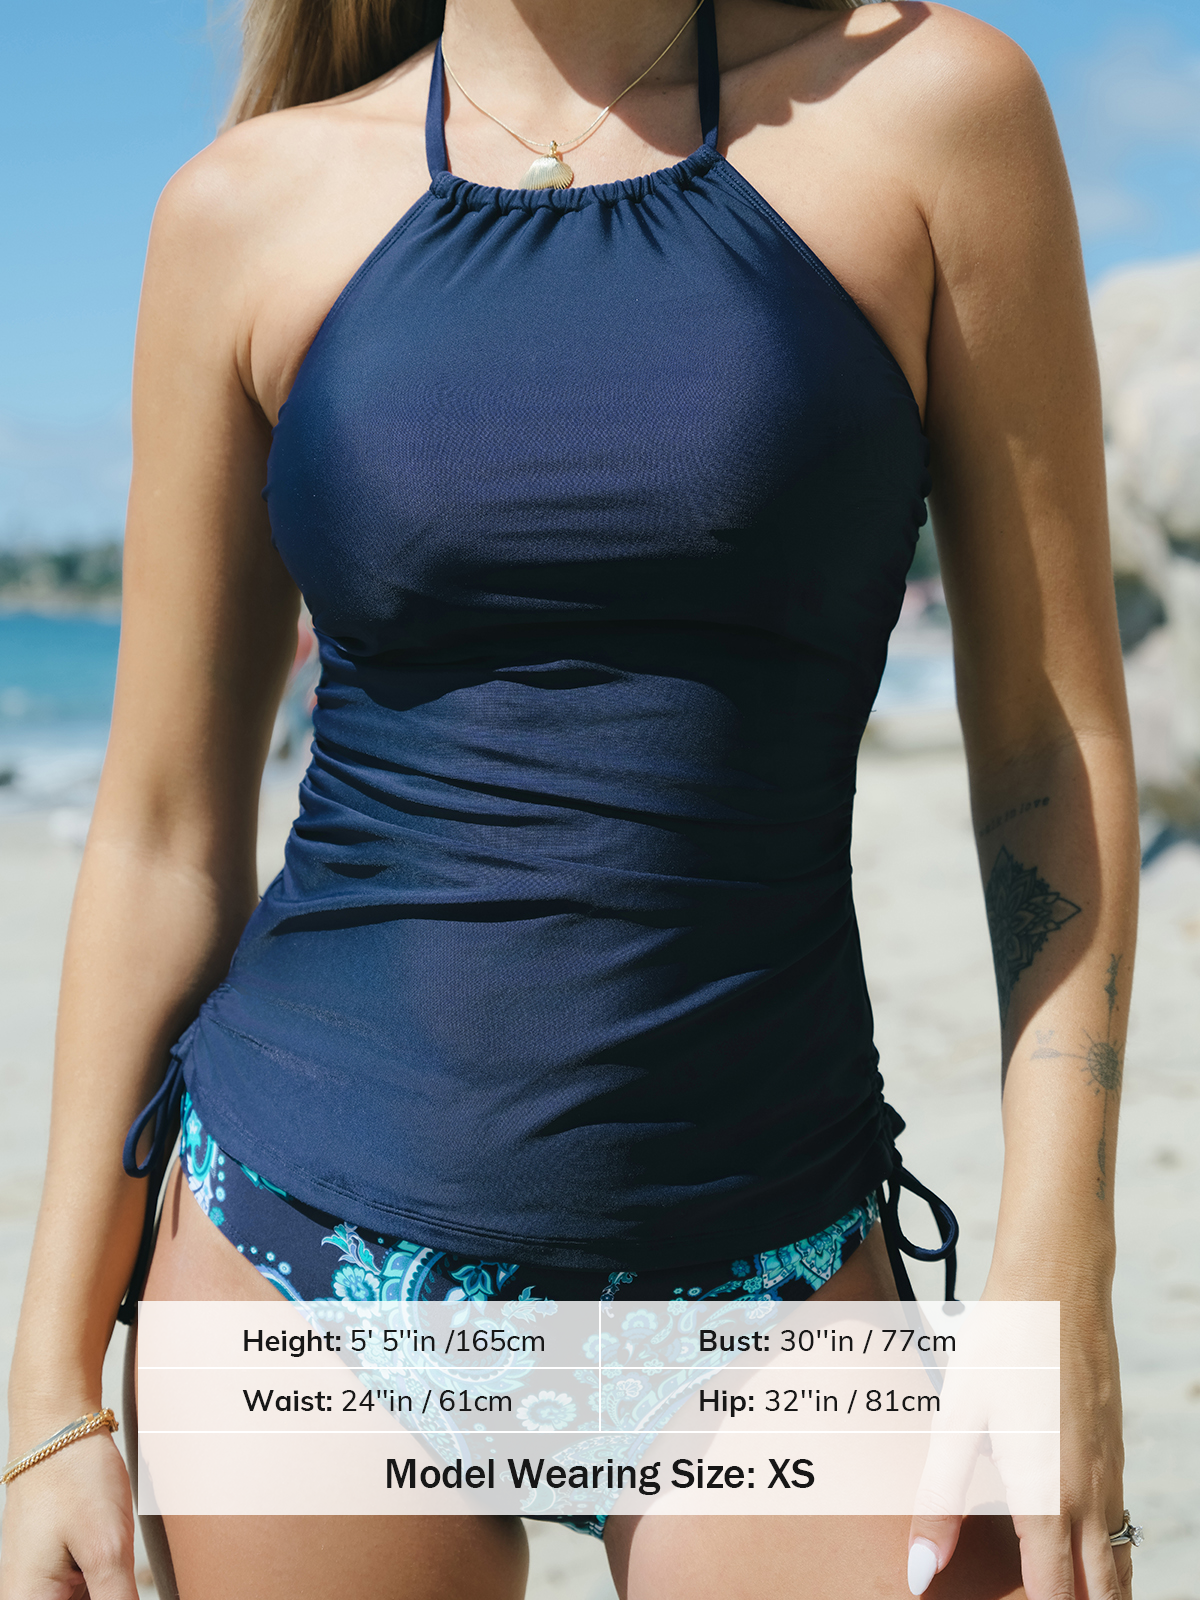 Height: 5' 5''in /165cm
Bust: 30''in / 77cm
Waist: 24''in / 61cm
Hip: 32''in / 81cm
Model Wearing Size: XS